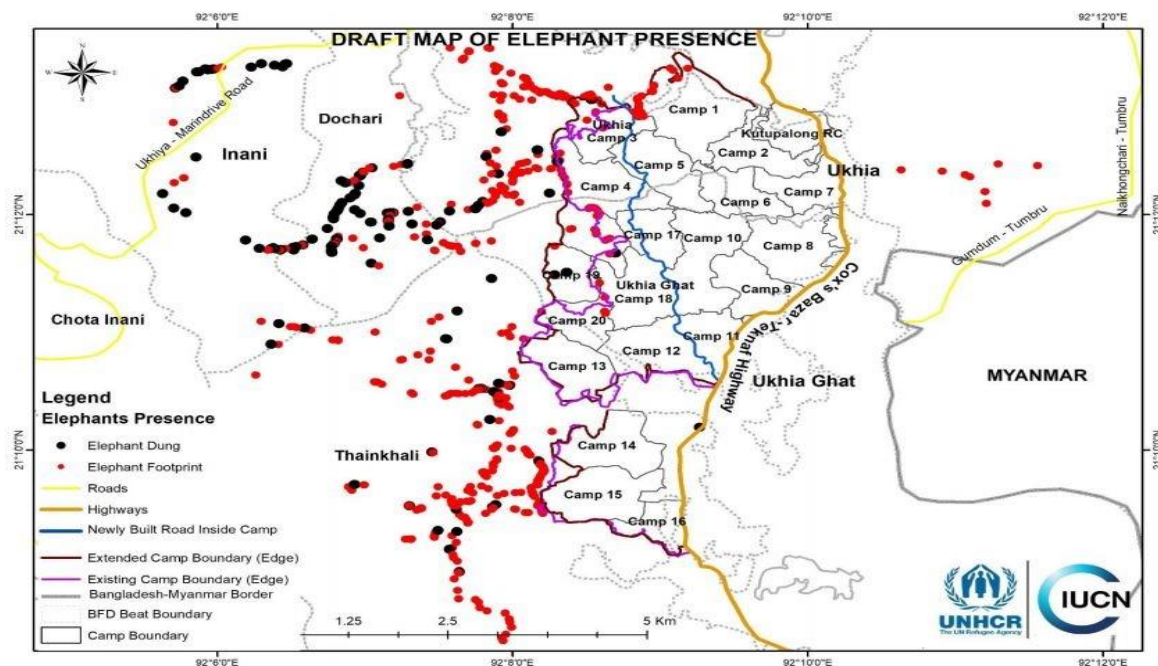 92°6'0"E
92°8'0"E
92°10'0"E
92°12'0"E
DRAFT MAP OF ELEPHANT PRESENCE
N
W
E
S
Ukhiya - Marindrive Road
Dochari
Inani
Chota Inani
Thainkhali
Camp 1
Kutupalong RC
Ukhia
Camp 3
Camp 2
Camp 5
Ukhia
Camp 4
Camp 7
Camp 6
Camp 17
Camp 10
Camp 8
Camp 19
Ukhia Ghat
Camp 18
Camp 9
Camp 20
Camp 11
Camp 12
Camp 13
Ukhia Ghat
Camp 14
Camp 15
Camp 16
Cox's Bazar-Teknaf Highway
Naikhongchari - Tumbru
Gumdum - Tumbru
MYANMAR
21°12'0"N
21°12'0"N
21°10'0"N
21°10'0"N
Legend
Elephants Presence
Elephant Dung
Elephant Footprint
Roads
Highways
Newly Built Road Inside Camp
Extended Camp Boundary (Edge)
Existing Camp Boundary (Edge)
Bangladesh-Myanmar Border
BFD Beat Boundary
Camp Boundary
1.25
2.5
5 Km
UNHCR
The UN Refugee Agency
IUCN
92°6'0"E
92°8'0"E
92°10'0"E
92°12'0"E